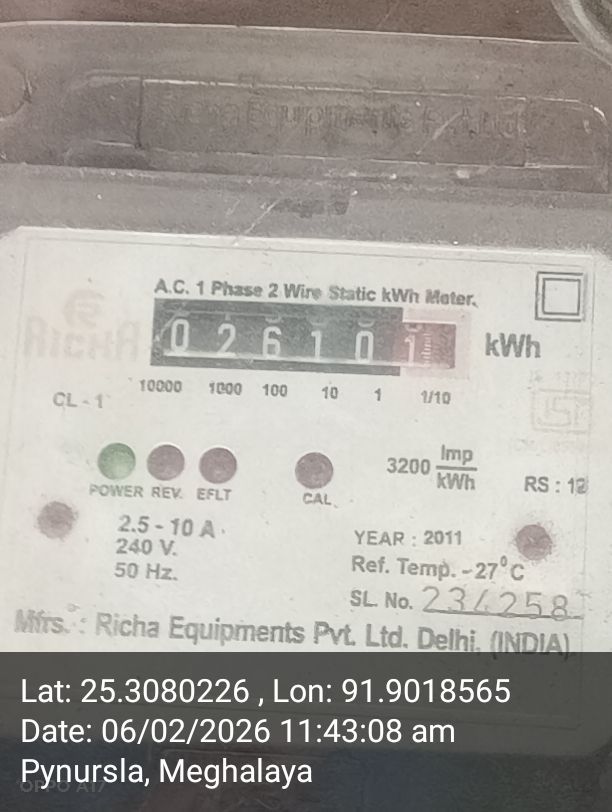 A.C. 1 Phase 2 Wire Static kWh Meter.
RICHA
0 2 6 1 0 1 kWh
10000 1000 100 10 1 1/10
CL - 1
3200 Imp/kWh
POWER REV. EFLT CAL
RS : 12
2.5 - 10 A
240 V.
50 Hz.
YEAR : 2011
Ref. Temp. - 27°C
SL. No. 234258
Mfrs. : Richa Equipments Pvt. Ltd. Delhi. (INDIA)
Lat: 25.3080226 , Lon: 91.9018565
Date: 06/02/2026 11:43:08 am
Pynursla, Meghalaya
OPPO A17